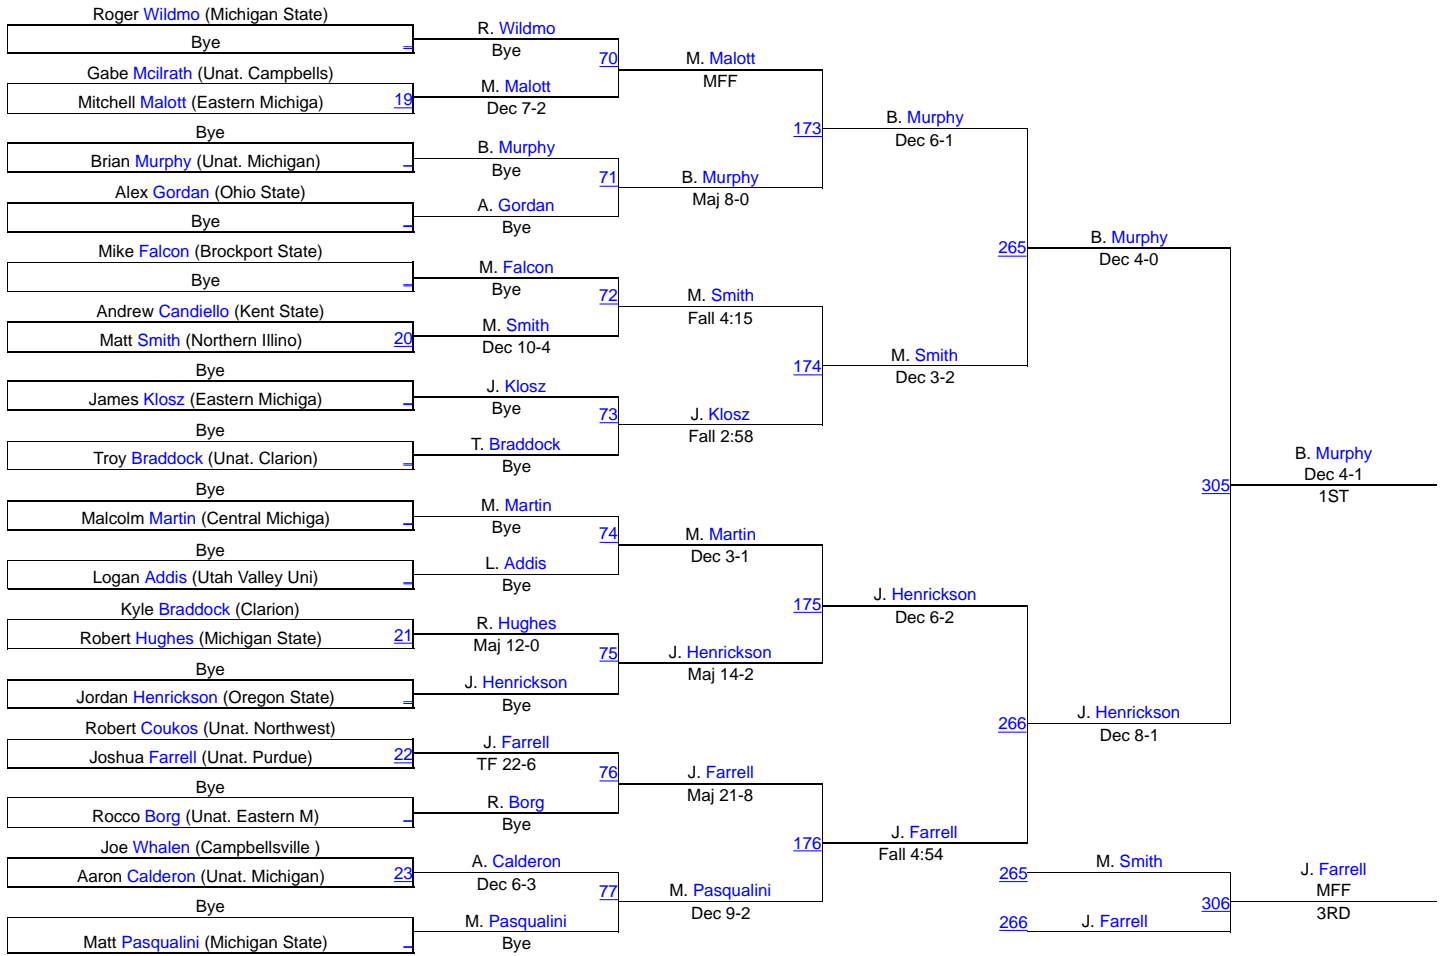 Roger Wildmo (Michigan State)
Bye
Gabe Mcilrath (Unat. Campbells)
Mitchell Malott (Eastern Michiga) 19
Bye
Brian Murphy (Unat. Michigan)
Alex Gordan (Ohio State)
Bye
Mike Falcon (Brockport State)
Bye
Andrew Candiello (Kent State)
Matt Smith (Northern Illino) 20
Bye
James Klosz (Eastern Michiga)
Bye
Troy Braddock (Unat. Clarion)
Bye
Malcolm Martin (Central Michiga)
Bye
Logan Addis (Utah Valley Uni)
Kyle Braddock (Clarion)
Robert Hughes (Michigan State) 21
Bye
Jordan Henrickson (Oregon State)
Robert Coukos (Unat. Northwest)
Joshua Farrell (Unat. Purdue) 22
Bye
Rocco Borg (Unat. Eastern M)
Joe Whalen (Campbellsville )
Aaron Calderon (Unat. Michigan) 23
Bye
Matt Pasqualini (Michigan State)
R. Wildmo
Bye
70
M. Malott
Dec 7-2
B. Murphy
Bye
71
A. Gordan
Bye
M. Falcon
Bye
72
M. Smith
Dec 10-4
J. Klosz
Bye
73
T. Braddock
Bye
M. Martin
Bye
74
L. Addis
Bye
R. Hughes
Maj 12-0
75
J. Henrickson
Bye
J. Farrell
TF 22-6
76
R. Borg
Bye
A. Calderon
Dec 6-3
77
M. Pasqualini
Bye
M. Malott
MFF
173
B. Murphy
Maj 8-0
M. Smith
Fall 4:15
174
J. Klosz
Fall 2:58
M. Martin
Dec 3-1
175
J. Henrickson
Maj 14-2
J. Farrell
Maj 21-8
176
M. Pasqualini
Dec 9-2
B. Murphy
Dec 6-1
265
M. Smith
Dec 3-2
J. Henrickson
Dec 6-2
266
J. Farrell
Fall 4:54
B. Murphy
Dec 4-0
305
J. Henrickson
Dec 8-1
B. Murphy
Dec 4-1
1ST
265
M. Smith
306
266
J. Farrell
J. Farrell
MFF
3RD